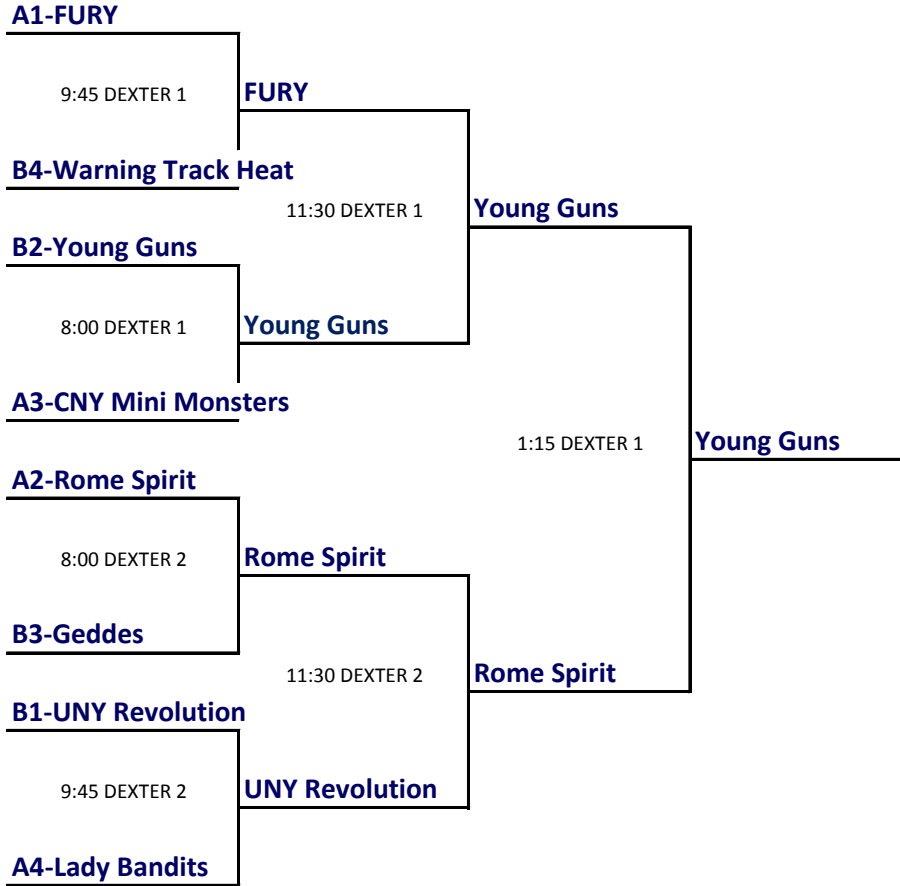 A1-FURY
9:45 DEXTER 1
FURY
B4-Warning Track Heat
11:30 DEXTER 1
Young Guns
B2-Young Guns
8:00 DEXTER 1
Young Guns
A3-CNY Mini Monsters
1:15 DEXTER 1
Young Guns
A2-Rome Spirit
8:00 DEXTER 2
Rome Spirit
B3-Geddes
11:30 DEXTER 2
Rome Spirit
B1-UNY Revolution
9:45 DEXTER 2
UNY Revolution
A4-Lady Bandits